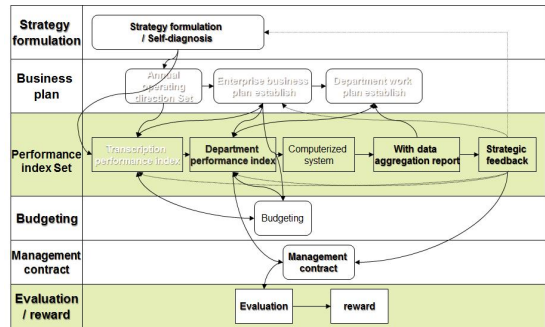 Strategy
formulation
Strategy formulation
/ Self-diagnosis
Business
plan
Annual
operating
direction Set
Enterprise business
plan establish
Department work
plan establish
Performance
index Set
Transcription
performance index
Department
performance index
Computerized
system
With data
aggregation report
Strategic
feedback
Budgeting
Budgeting
Management
contract
Management
contract
Evaluation
/ reward
Evaluation
reward